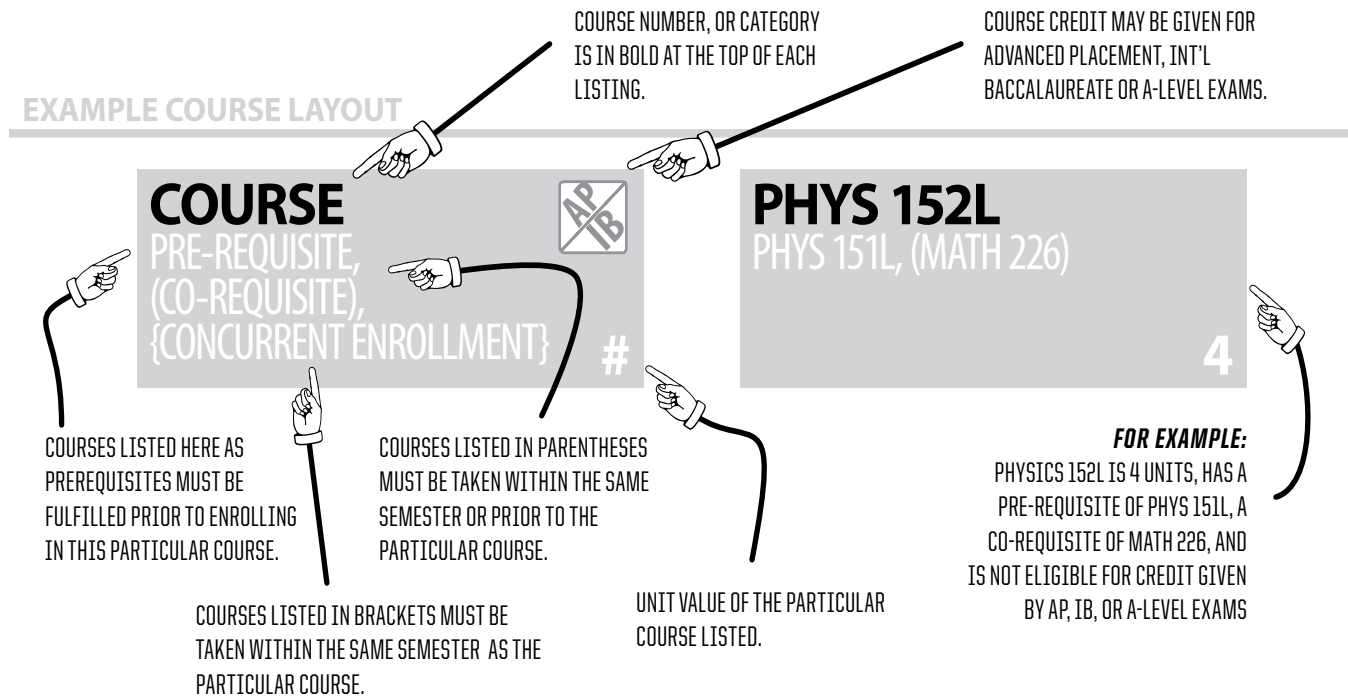 COURSE NUMBER, OR CATEGORY
IS IN BOLD AT THE TOP OF EACH
LISTING.
COURSE CREDIT MAY BE GIVEN FOR
ADVANCED PLACEMENT, INT'L
BACCALAUREATE OR A-LEVEL EXAMS.
EXAMPLE COURSE LAYOUT
COURSE
AP
IB
PRE-REQUISITE,
(CO-REQUISITE),
{CONCURRENT ENROLLMENT}
#
PHYS 152L
PHYS 151L, (MATH 226)
4
COURSES LISTED HERE AS
PREREQUISITES MUST BE
FULFILLED PRIOR TO ENROLLING
IN THIS PARTICULAR COURSE.
COURSES LISTED IN PARENTHESES
MUST BE TAKEN WITHIN THE SAME
SEMESTER OR PRIOR TO THE
PARTICULAR COURSE.
COURSES LISTED IN BRACKETS MUST BE
TAKEN WITHIN THE SAME SEMESTER AS THE
PARTICULAR COURSE.
UNIT VALUE OF THE PARTICULAR
COURSE LISTED.
FOR EXAMPLE:
PHYSICS 152L IS 4 UNITS, HAS A
PRE-REQUISITE OF PHYS 151L, A
CO-REQUISITE OF MATH 226, AND
IS NOT ELIGIBLE FOR CREDIT GIVEN
BY AP, IB, OR A-LEVEL EXAMS